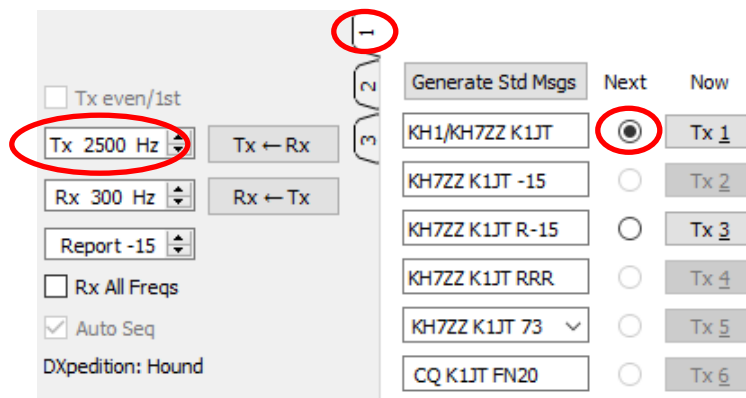 1
2
3
Tx even/1st
Tx 2500 Hz
Tx ← Rx
Rx 300 Hz
Rx ← Tx
Report -15
Rx All Freqs
Auto Seq
DXpedition: Hound
Generate Std Msgs Next Now
KH1/KH7ZZ K1JT Tx 1
KH7ZZ K1JT -15 Tx 2
KH7ZZ K1JT R-15 Tx 3
KH7ZZ K1JT RRR Tx 4
KH7ZZ K1JT 73 Tx 5
CQ K1JT FN20 Tx 6